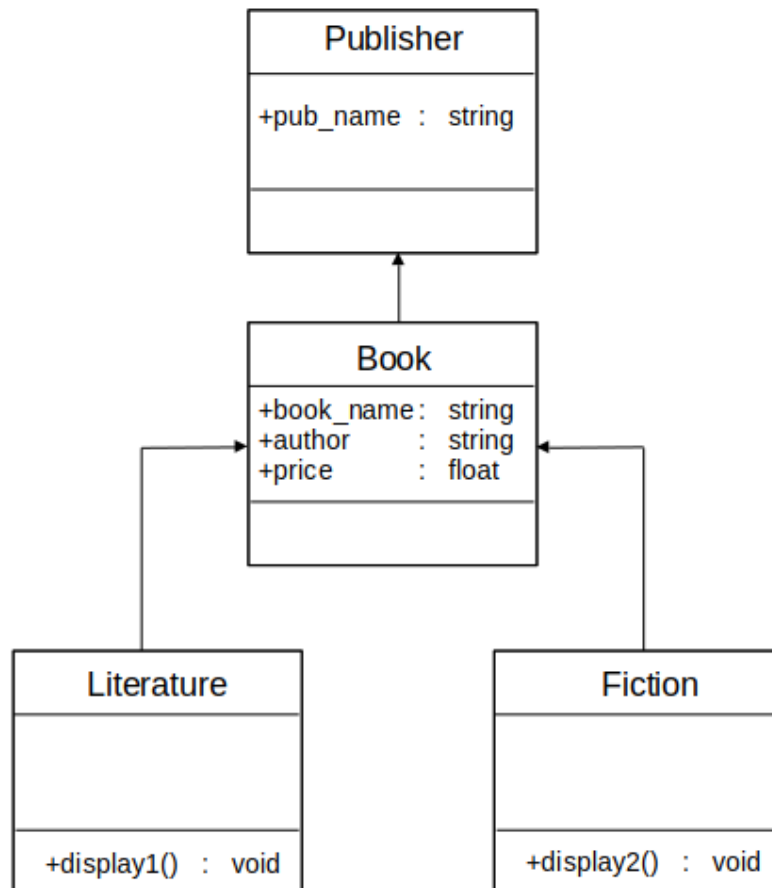 Publisher
+pub_name : string
Book
+book_name : string
+author : string
+price : float
Literature
+display1() : void
Fiction
+display2() : void